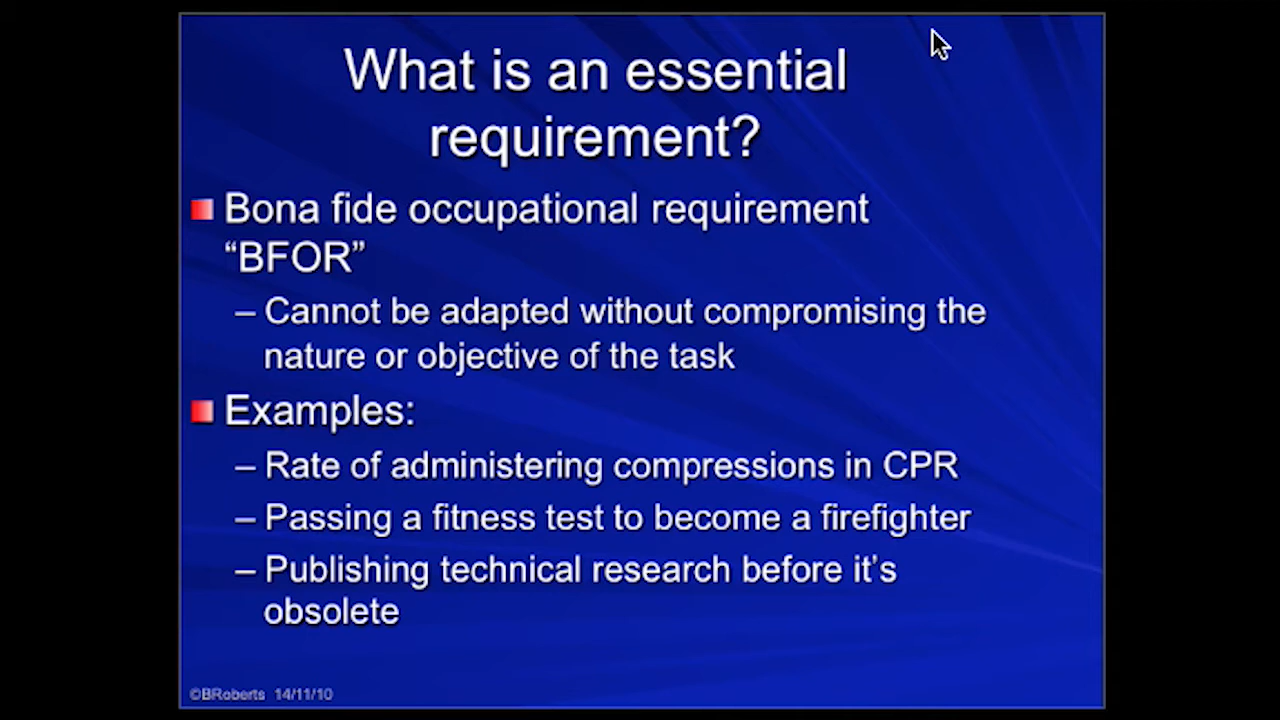 What is an essential
requirement?
Bona fide occupational requirement
“BFOR”
– Cannot be adapted without compromising the
nature or objective of the task
Examples:
– Rate of administering compressions in CPR
– Passing a fitness test to become a firefighter
– Publishing technical research before it’s
obsolete
©BRoberts 14/11/10